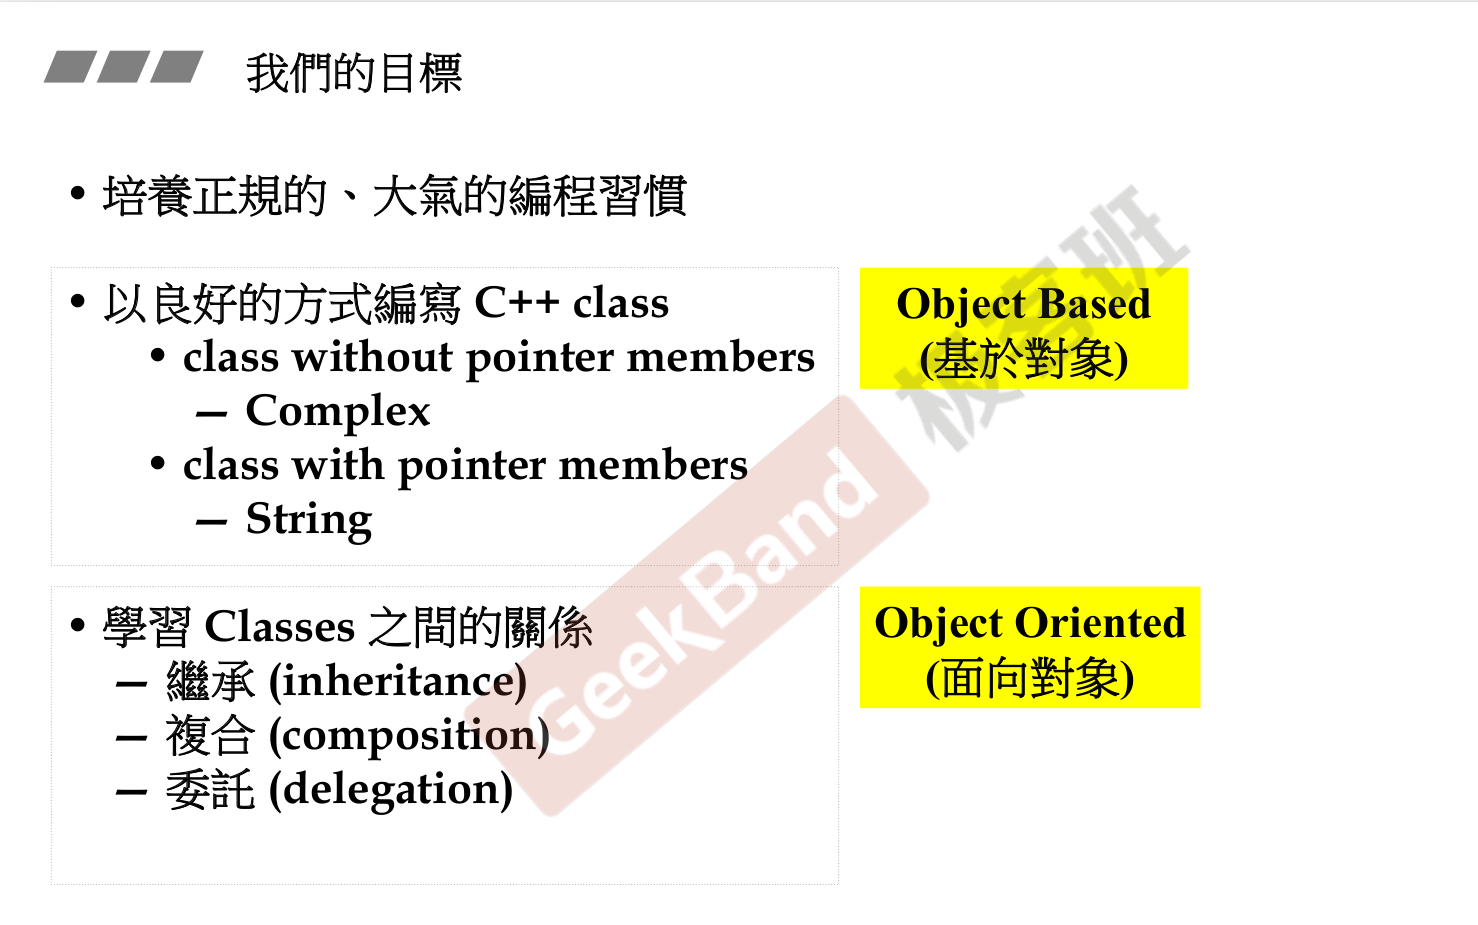 我們的目標
• 培養正規的、大氣的編程習慣
• 以良好的方式編寫 C++ class
• class without pointer members
— Complex
• class with pointer members
— String
Object Based
(基於對象)
• 學習 Classes 之間的關係
— 繼承 (inheritance)
— 複合 (composition)
— 委託 (delegation)
Object Oriented
(面向對象)
GeekBand 极客班